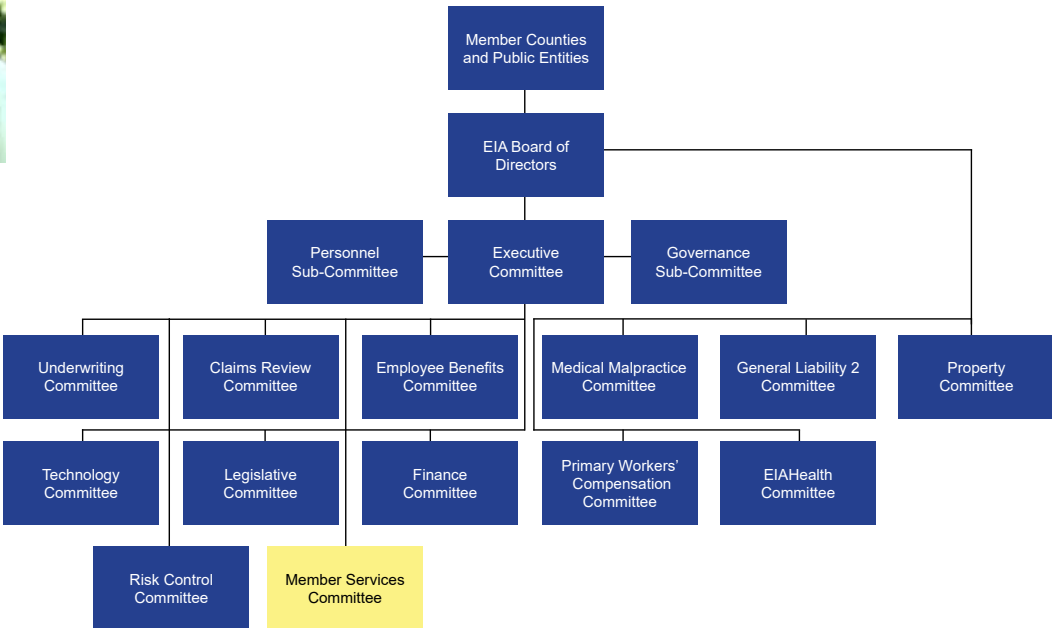 Member Counties
and Public Entities
EIA Board of
Directors
Personnel
Sub-Committee
Executive
Committee
Governance
Sub-Committee
Underwriting
Committee
Claims Review
Committee
Employee Benefits
Committee
Medical Malpractice
Committee
General Liability 2
Committee
Property
Committee
Technology
Committee
Legislative
Committee
Finance
Committee
Primary Workers’
Compensation
Committee
EIAHealth
Committee
Risk Control
Committee
Member Services
Committee